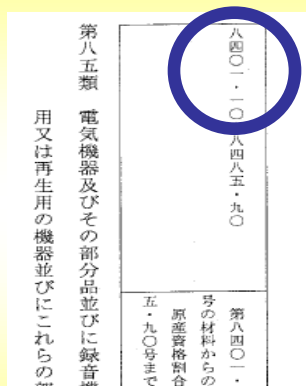 八四〇一・一〇―八四八五・九〇
第八四〇一・
号の材料からの
原産資格割合
五・九〇号まで
第八五類 電気機器及びその部分品並びに録音機
用又は再生用の機器並びにこれらの部